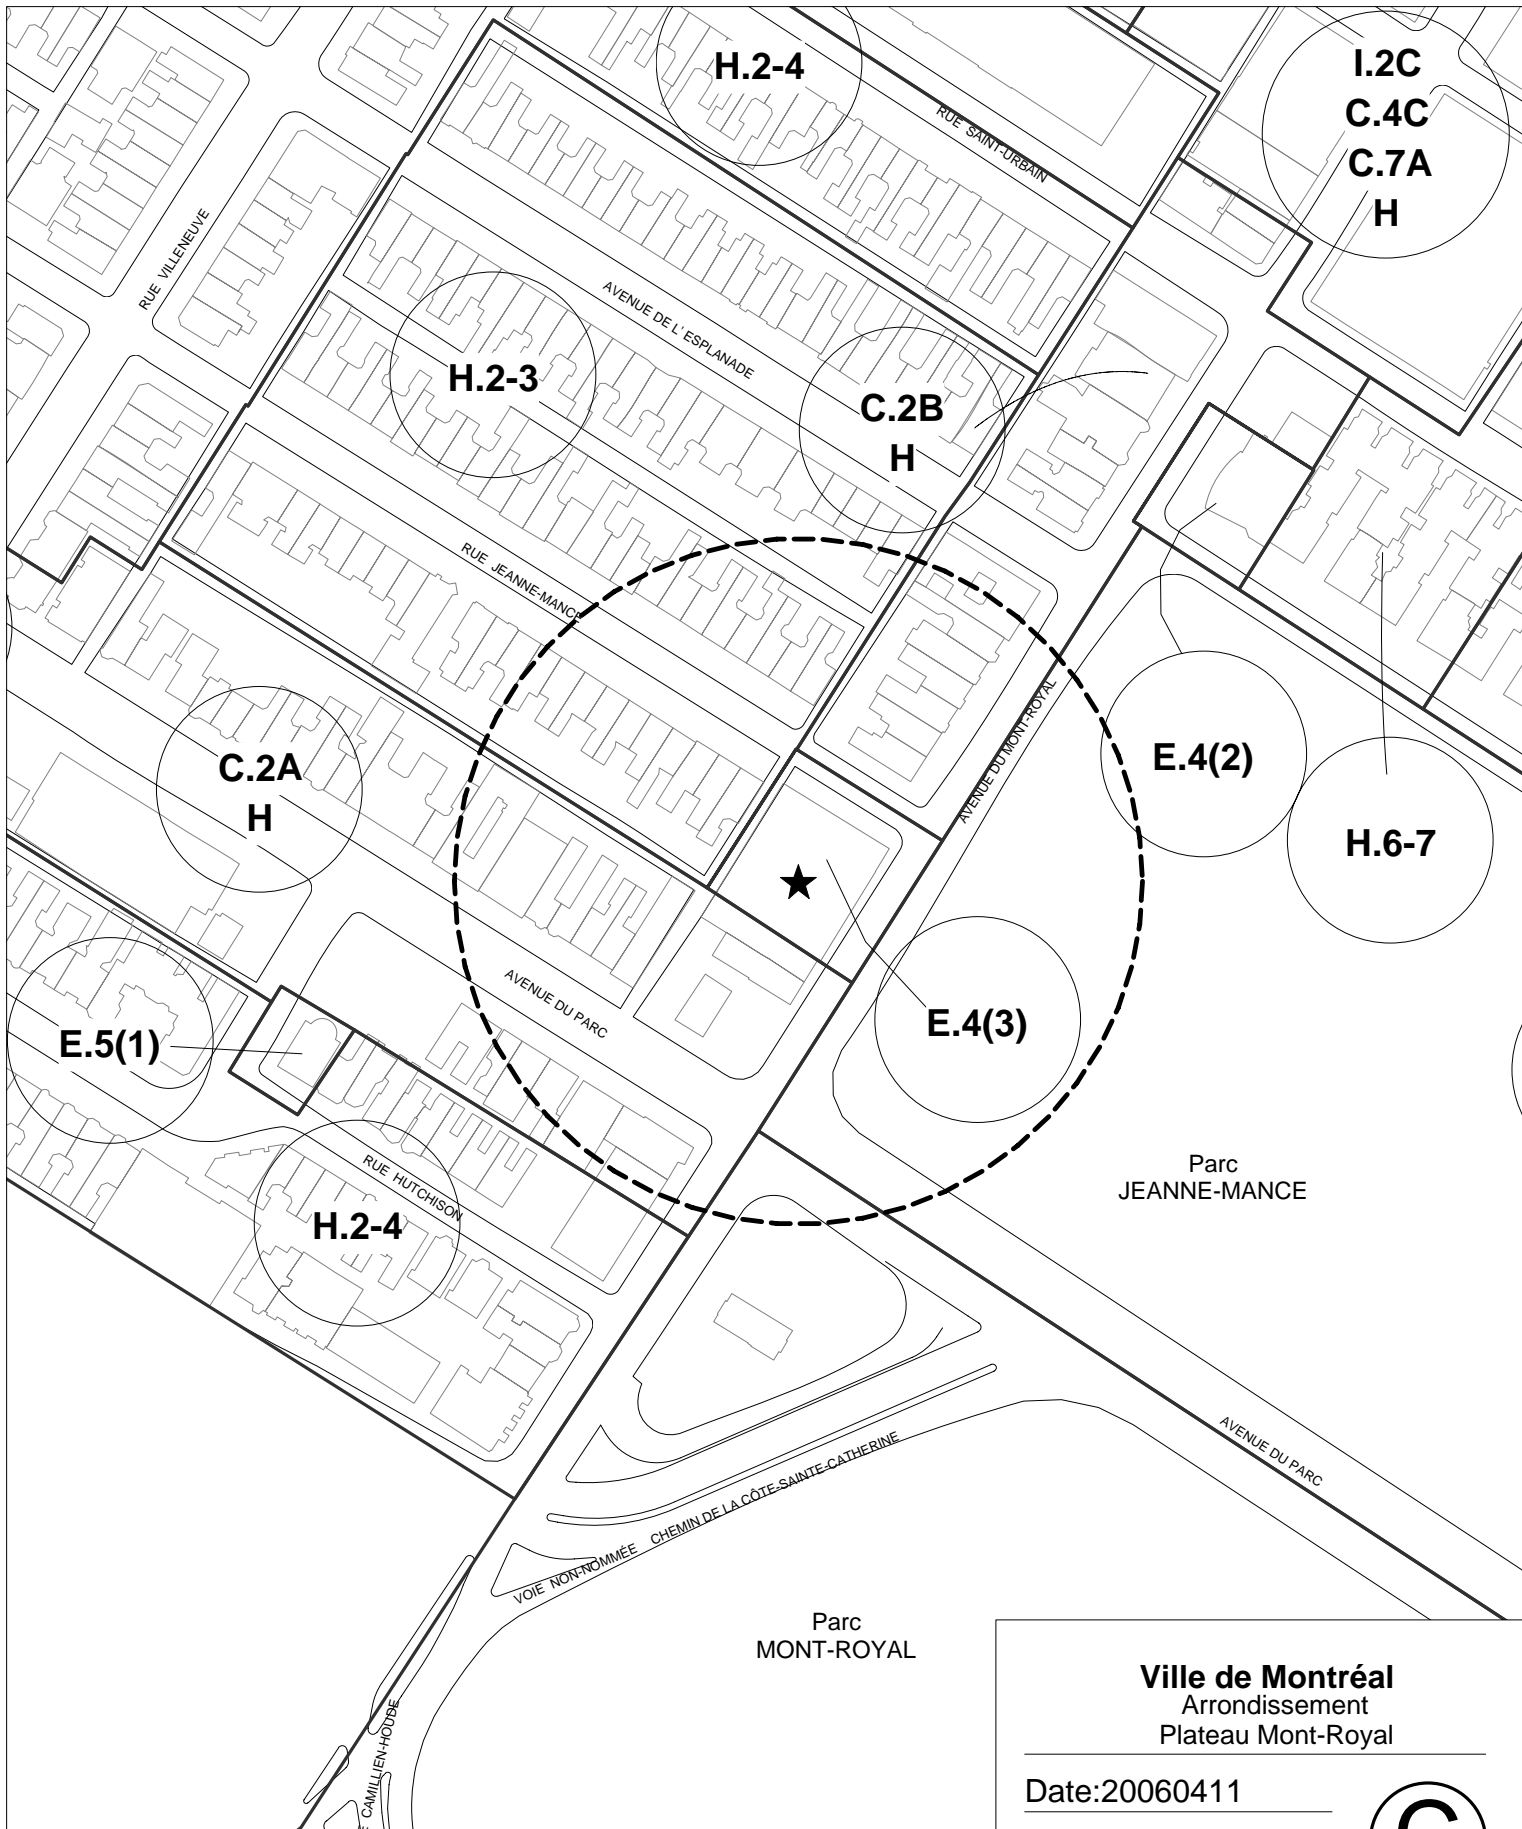 H.2-4
I.2C
C.4C
C.7A
H
RUE SAINT-URBAIN
RUE VILLENEUVE
AVENUE DE L' ESPLANADE
H.2-3
C.2B
H
RUE JEANNE-MANCE
AVENUE DU MONT-ROYAL
E.4(2)
C.2A
H
H.6-7
★
AVENUE DU PARC
E.4(3)
E.5(1)
RUE HUTCHISON
H.2-4
Parc
JEANNE-MANCE
AVENUE DU PARC
VOIE NON-NOMMÉE
CHEMIN DE LA CÔTE-SAINTE-CATHERINE
Parc
MONT-ROYAL
CAMILLIEN-HOUDE
Ville de Montréal
Arrondissement
Plateau Mont-Royal
Date:20060411
C